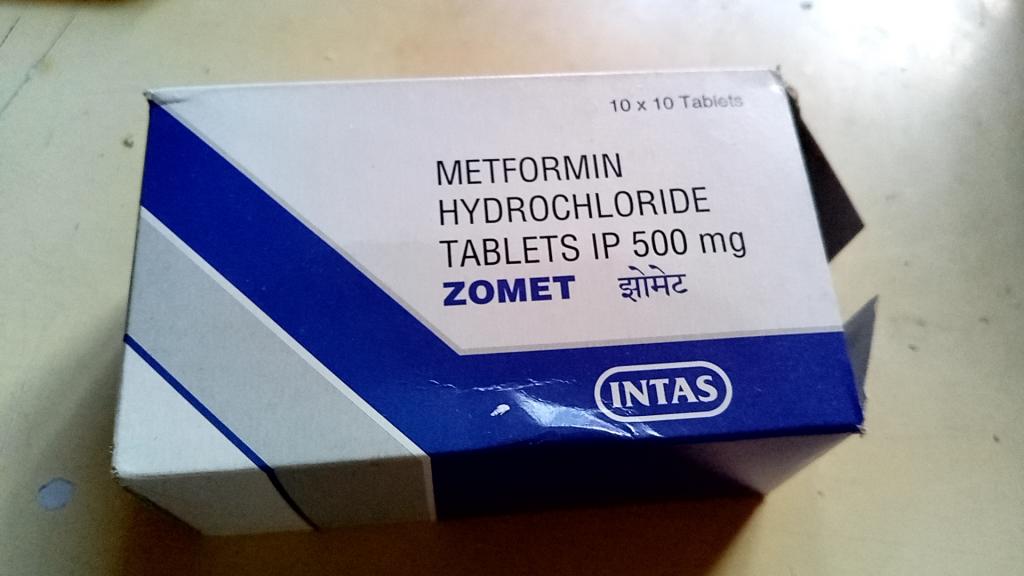 10 x 10 Tablets
METFORMIN
HYDROCHLORIDE
TABLETS IP 500 mg
ZOMET झोमेट
INTAS